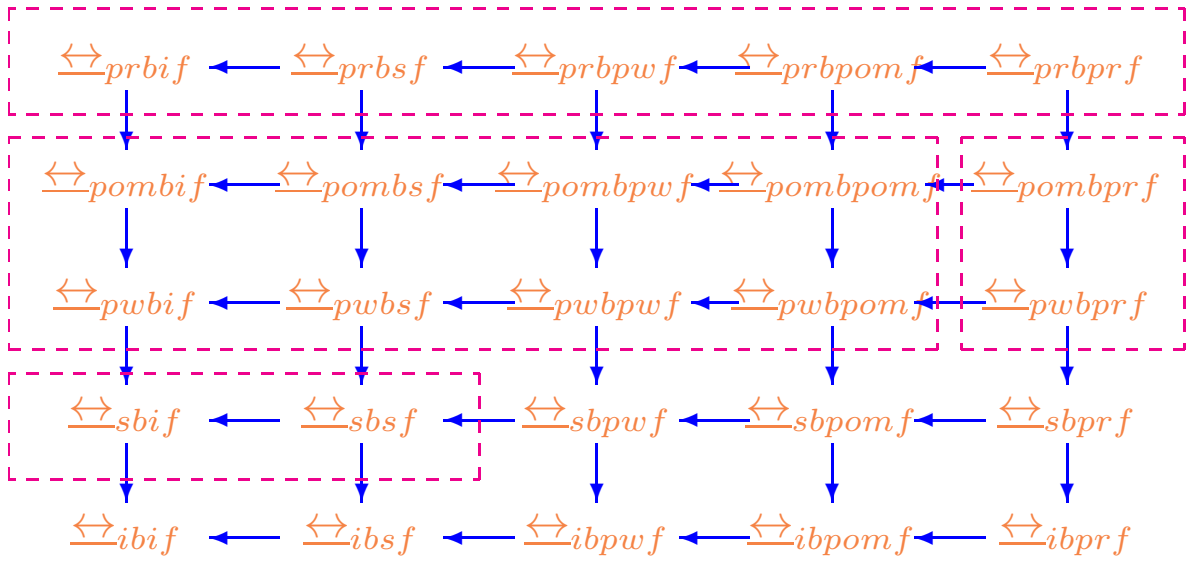 ↔prbif ↔prbsf ↔prbpwf ↔prbpomf ↔prbprf
↔pombif ↔pombsf ↔pombpwf ↔pombpomf ↔pombprf
↔pwbif ↔pwbsf ↔pwbpwf ↔pwbpomf ↔pwbprf
↔sbif ↔sbsf ↔sbpwf ↔sbpomf ↔sbprf
↔ibif ↔ibsf ↔ibpwf ↔ibpomf ↔ibprf